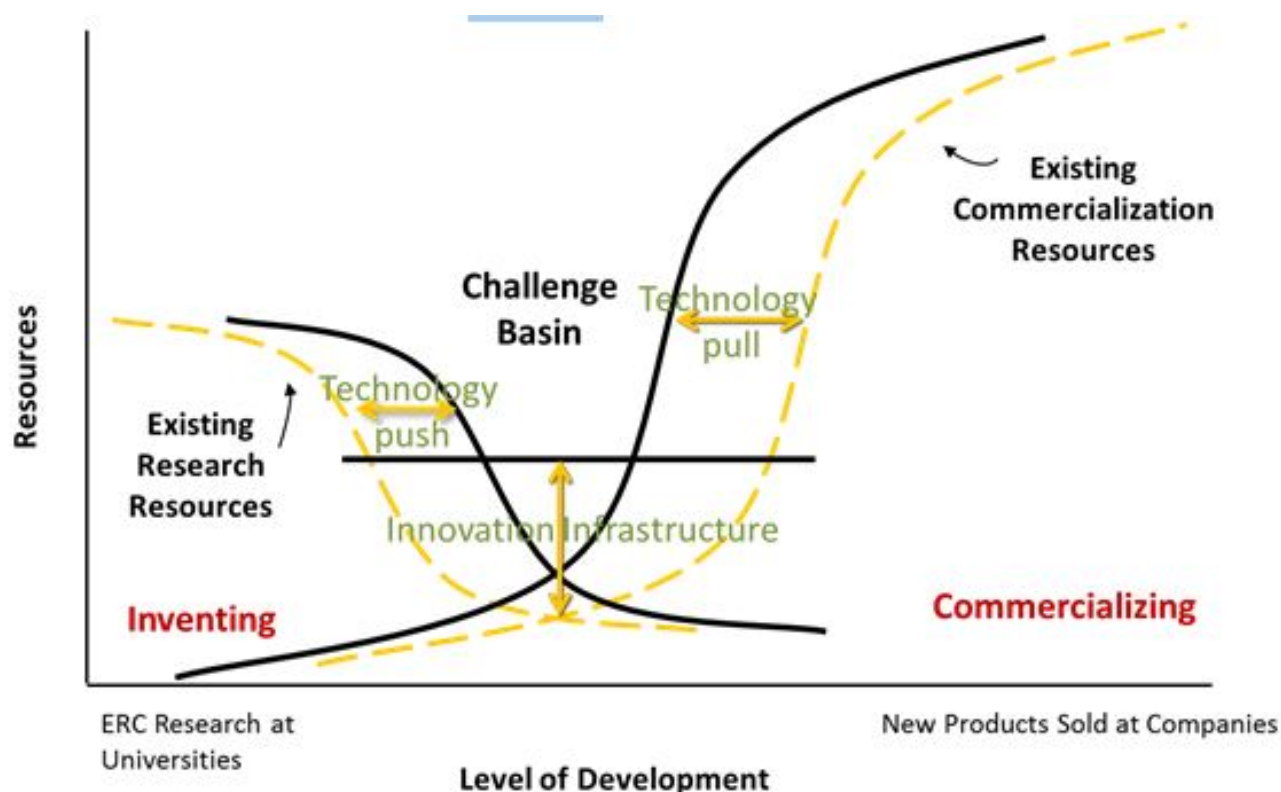 Existing
Commercialization
Resources
Challenge
Basin
Technology
pull
Technology
push
Existing
Research
Resources
Innovation Infrastructure
Inventing
Commercializing
Resources
ERC Research at
Universities
New Products Sold at Companies
Level of Development